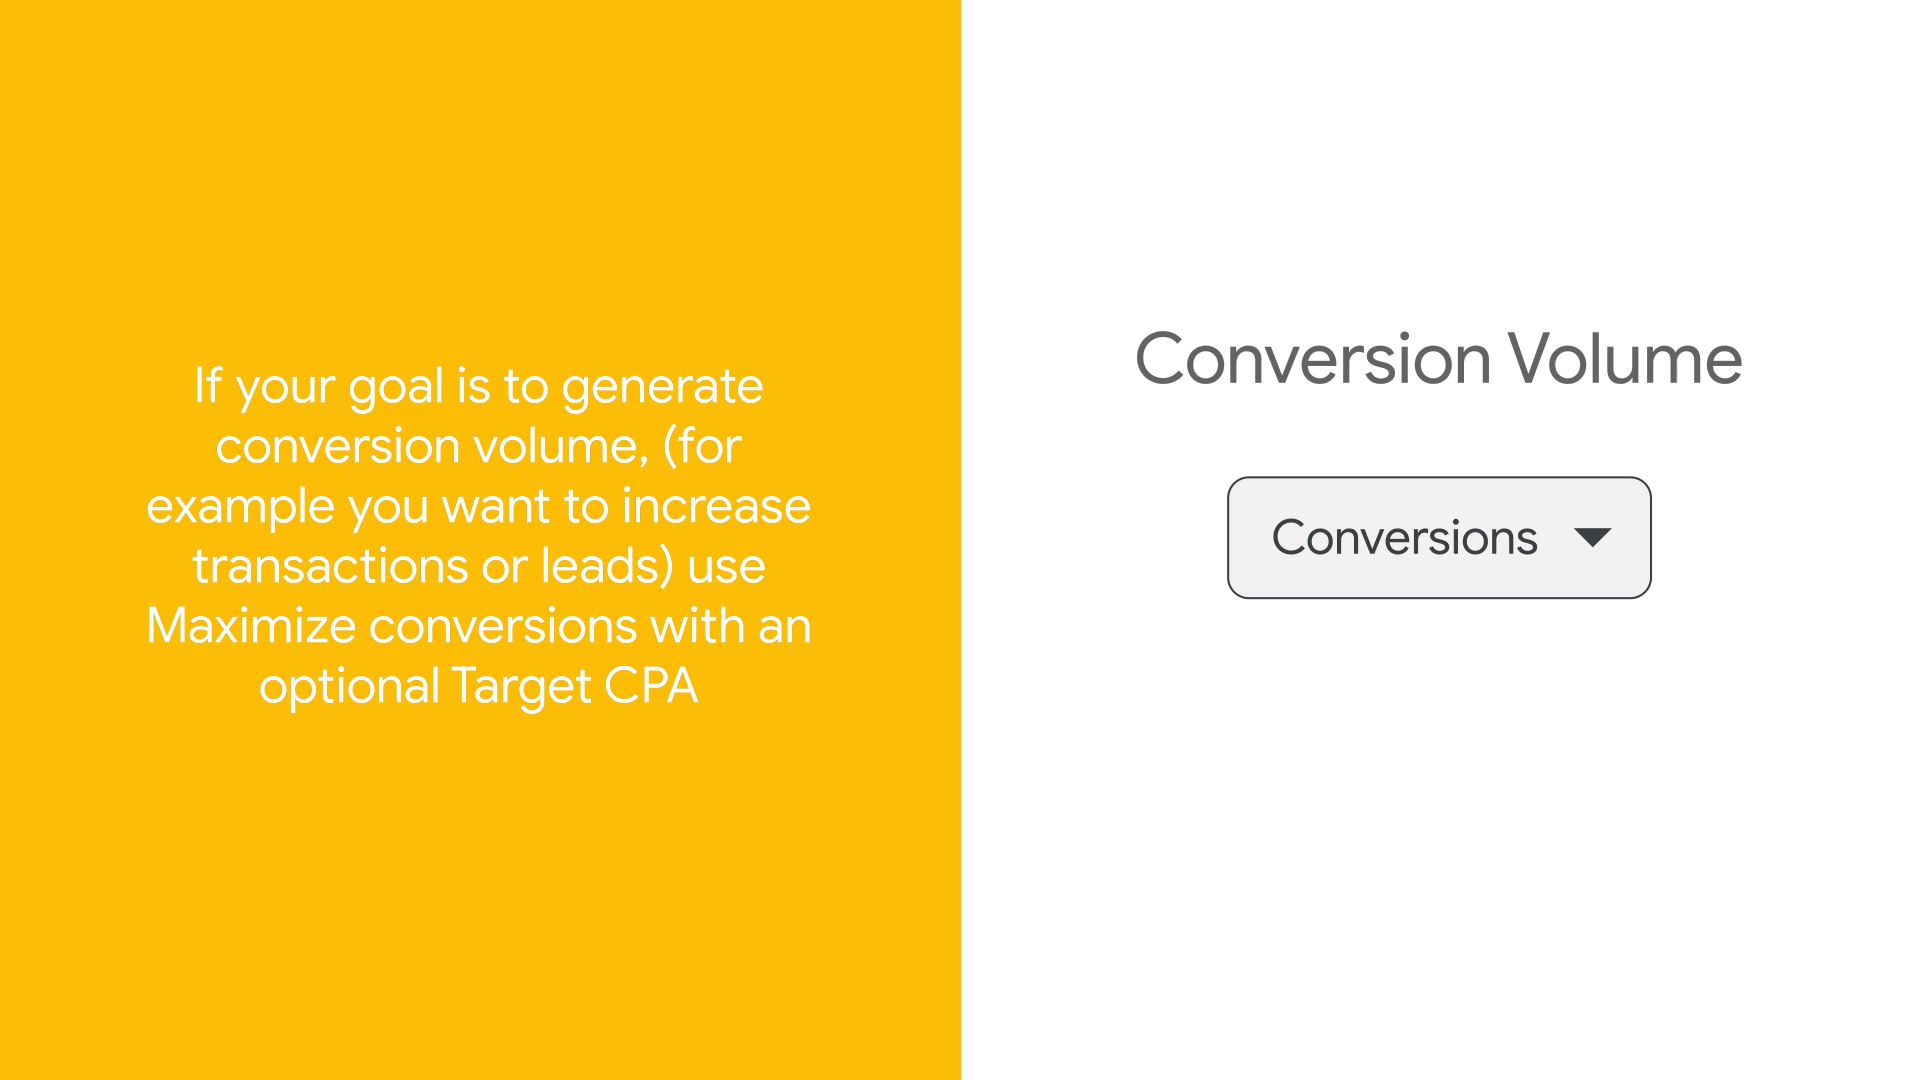 If your goal is to generate
conversion volume, (for
example you want to increase
transactions or leads) use
Maximize conversions with an
optional Target CPA
Conversion Volume
Conversions